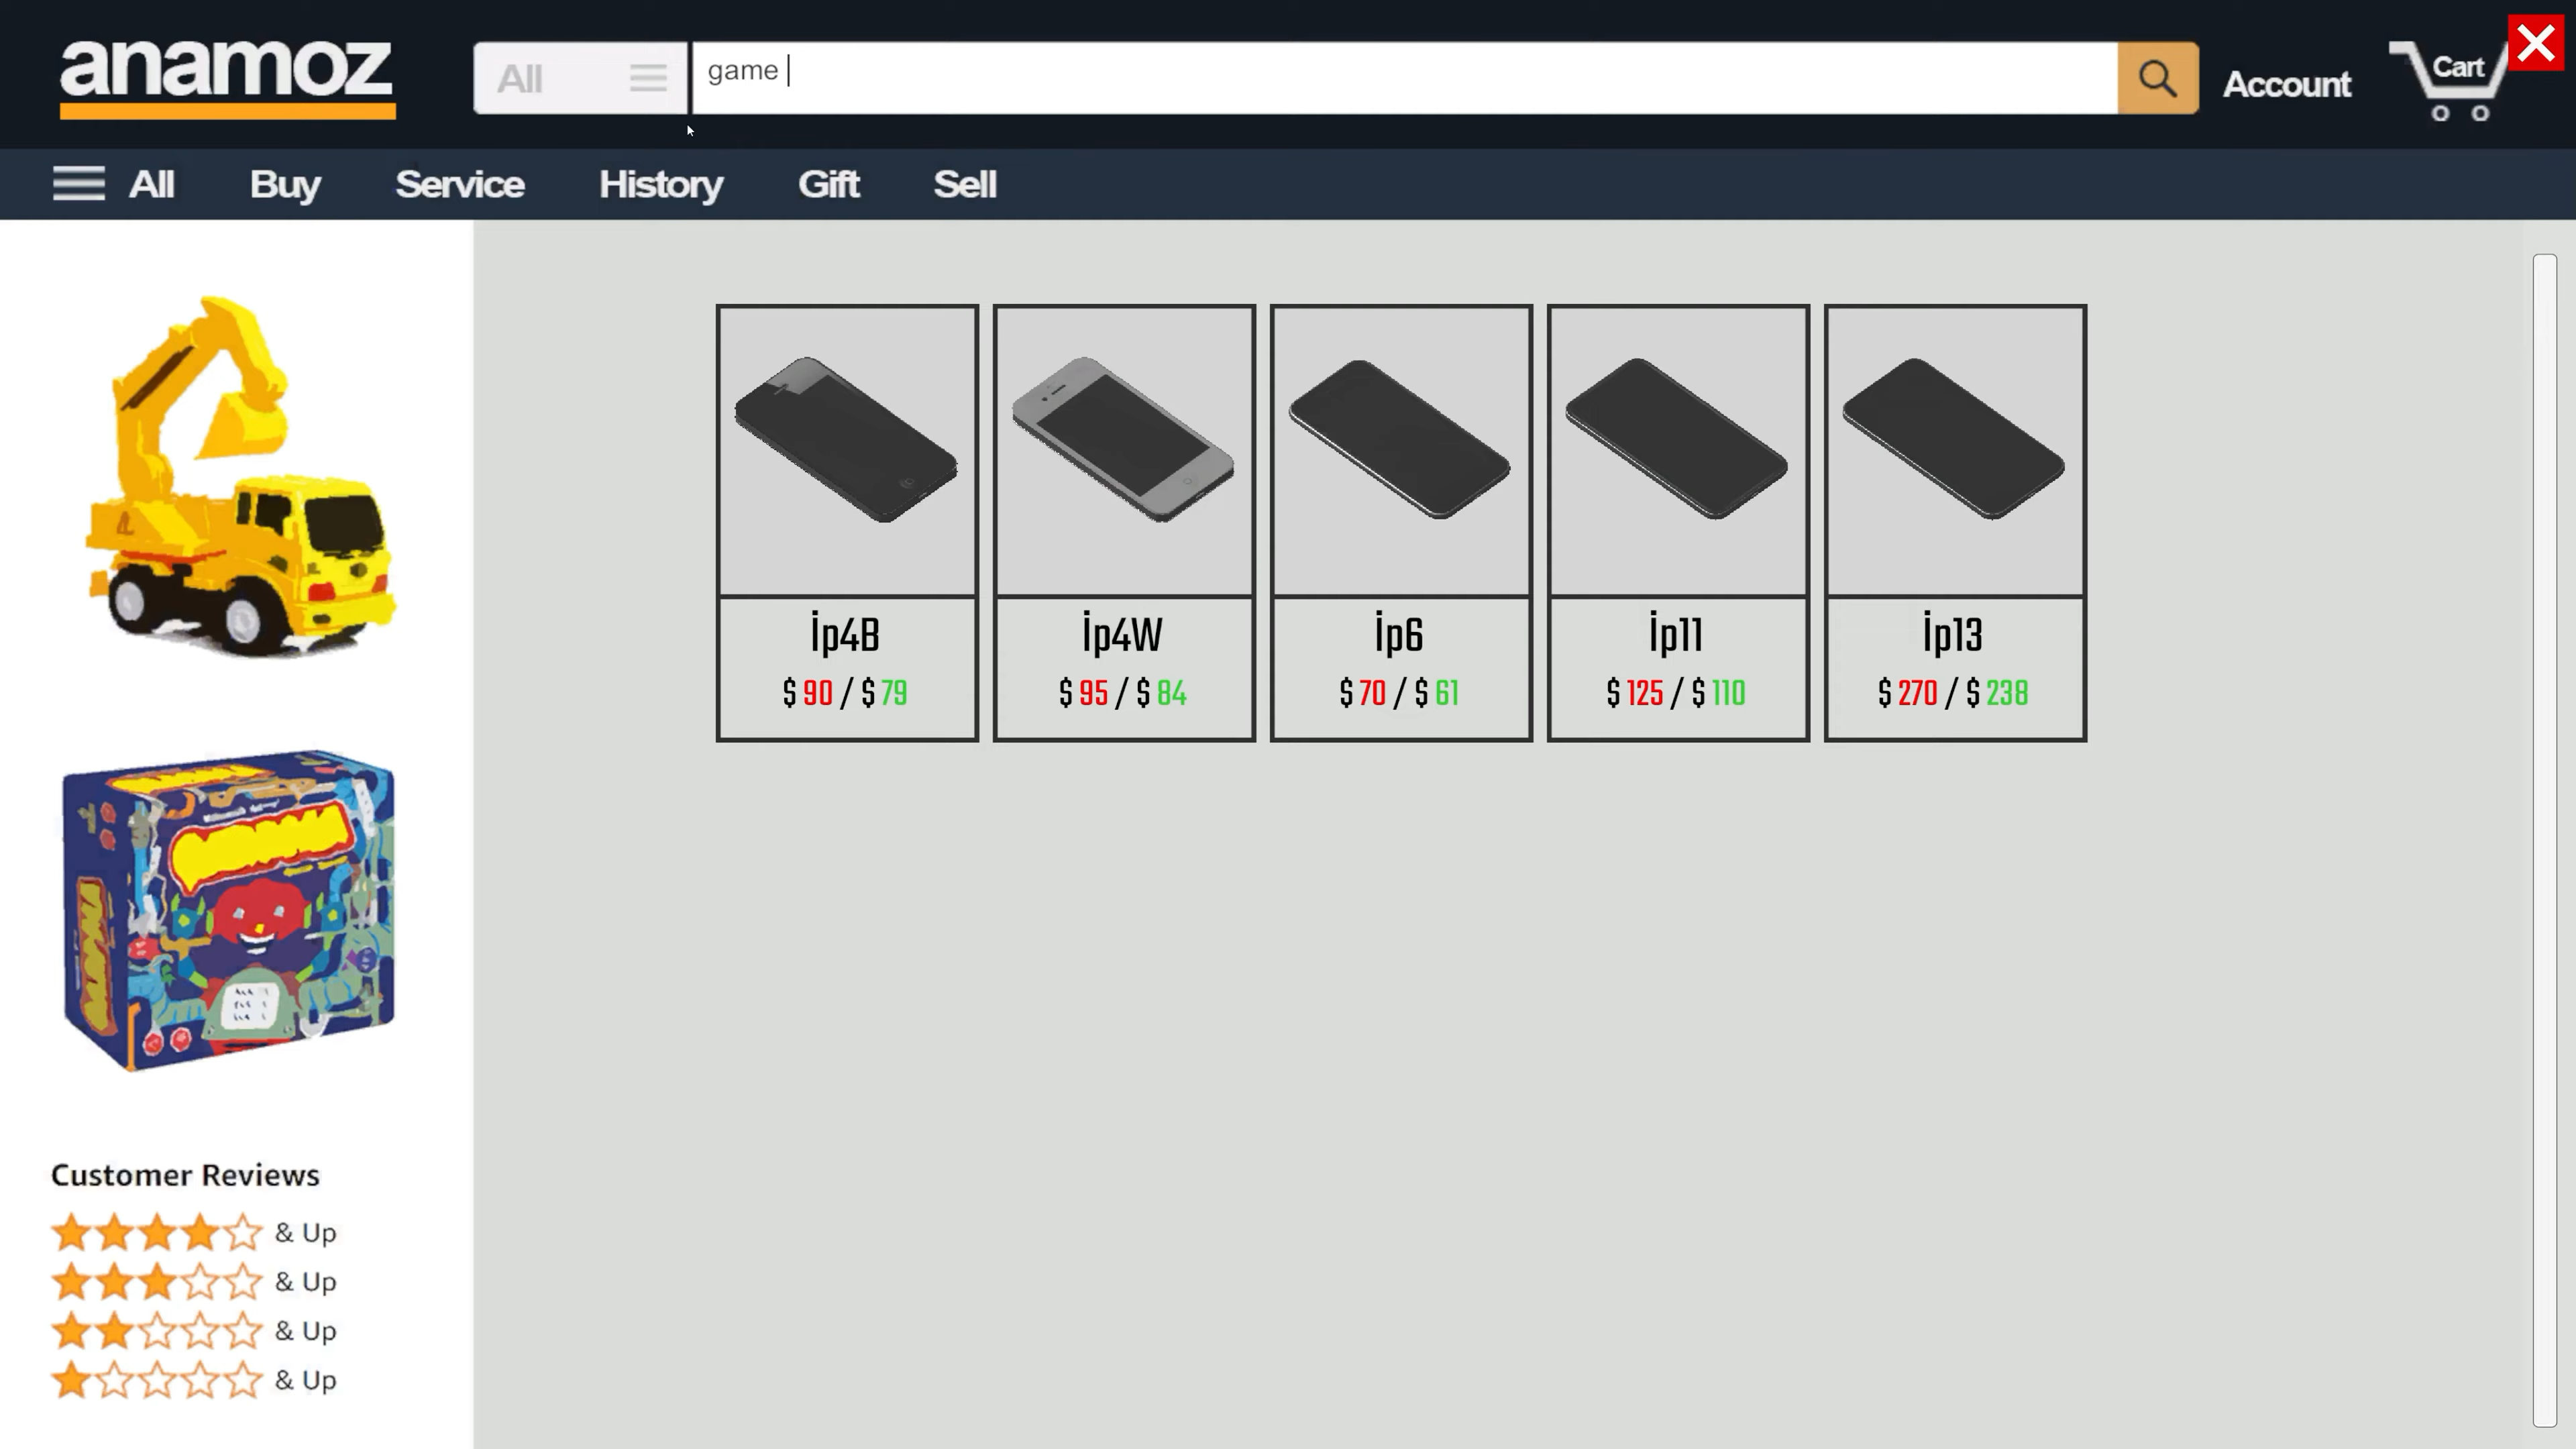 anamoz
All
game
Account
Cart
All
Buy
Service
History
Gift
Sell
İp4B
$ 90 / $ 79
İp4W
$ 95 / $ 84
İp6
$ 70 / $ 61
İp11
$ 125 / $ 110
İp13
$ 270 / $ 238
Customer Reviews
& Up
& Up
& Up
& Up